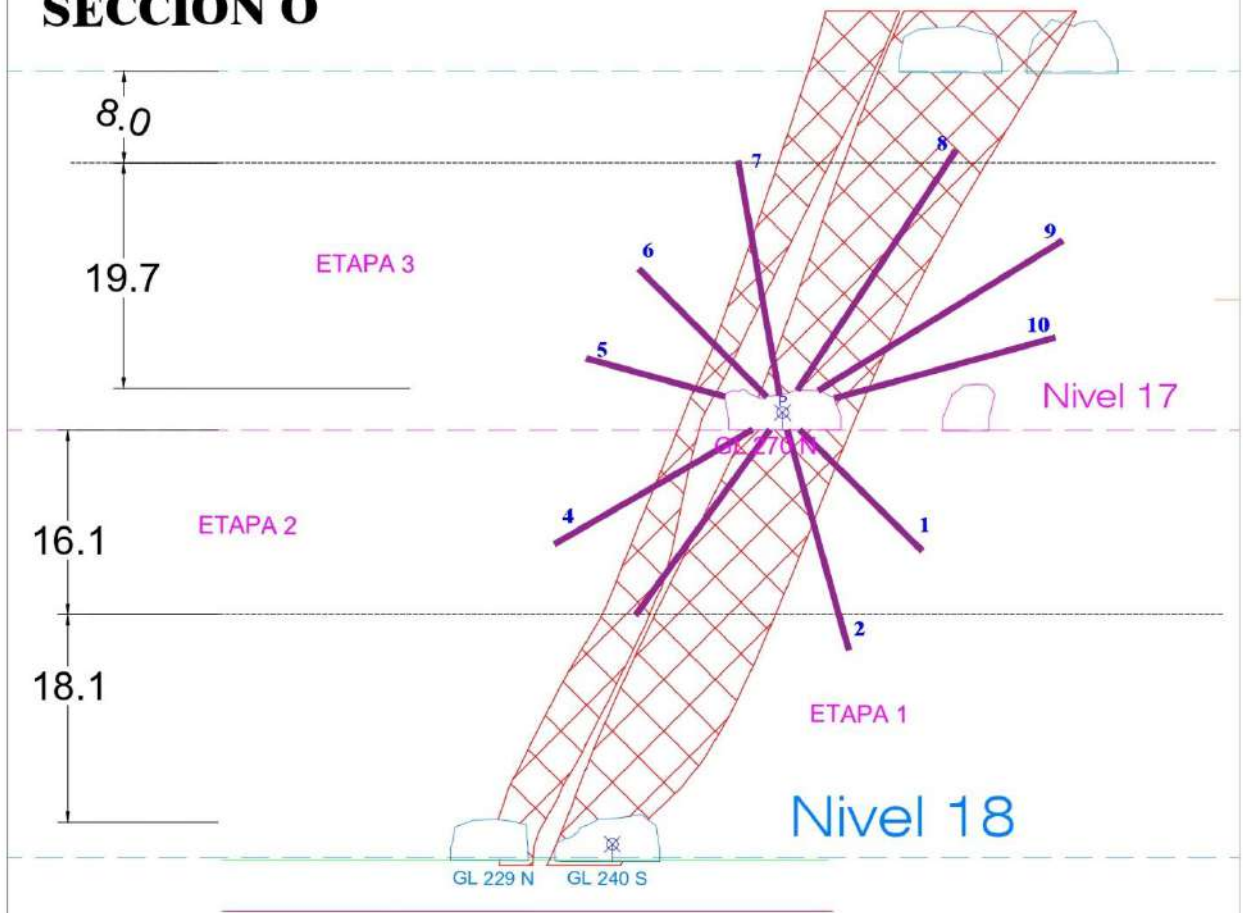 SECCIÓN O
8.0
7
8
6
9
ETAPA 3
19.7
5
10
P
Nivel 17
GL 270 N
4
ETAPA 2
1
16.1
2
18.1
ETAPA 1
Nivel 18
GL 229 N
GL 240 S